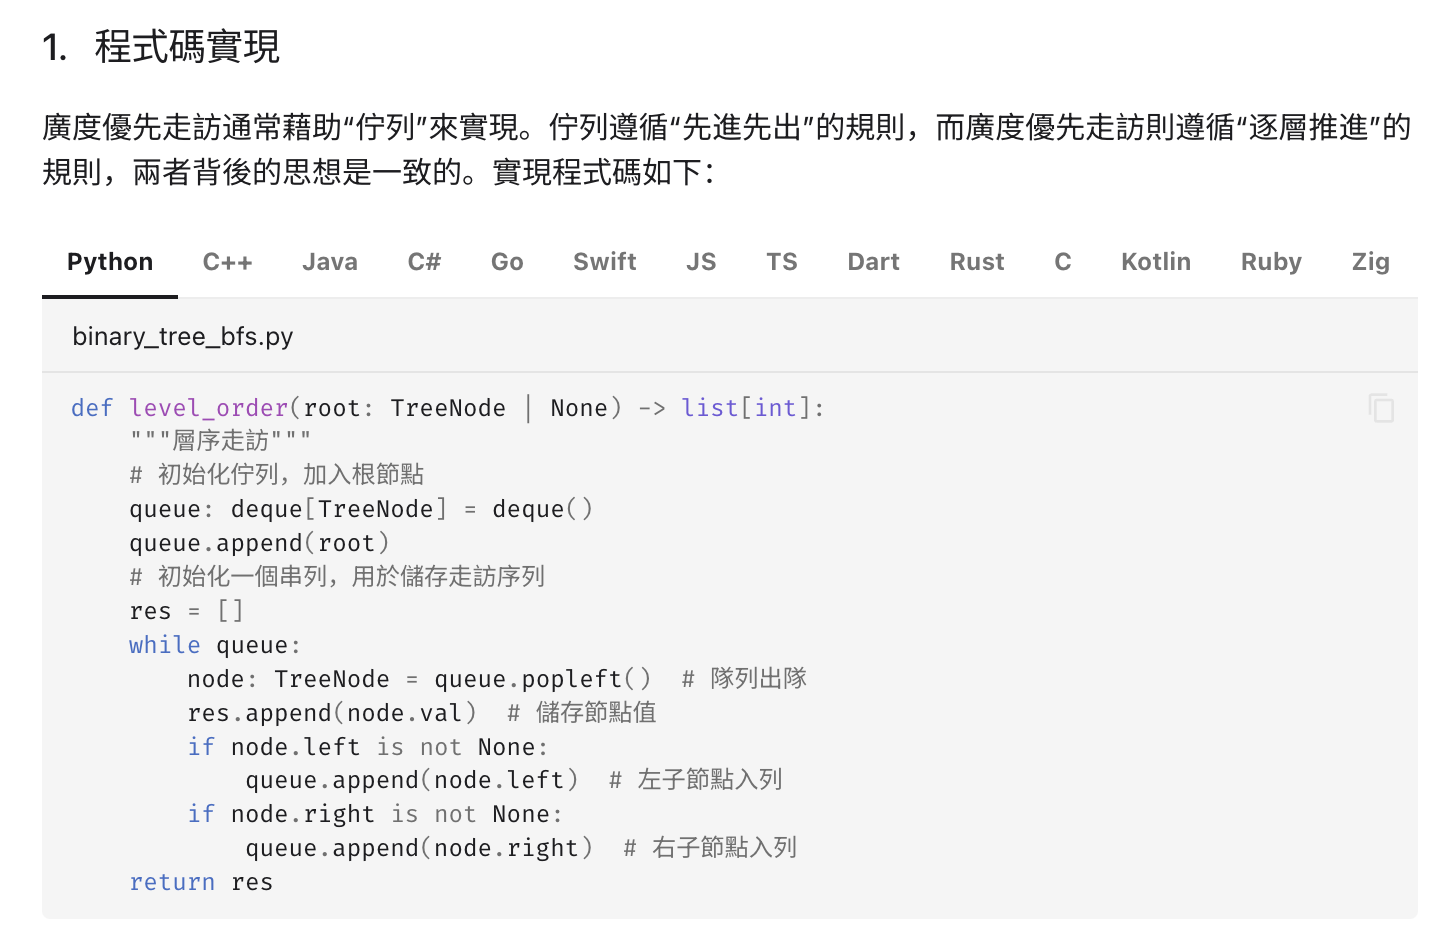 1. 程式碼實現
廣度優先走訪通常藉助“佇列”來實現。佇列遵循“先進先出”的規則，而廣度優先走訪則遵循“逐層推進”的
規則，兩者背後的思想是一致的。實現程式碼如下：
Python C++ Java C# Go Swift JS TS Dart Rust C Kotlin Ruby Zig
binary_tree_bfs.py
def level_order(root: TreeNode | None) -> list[int]:
    """層序走訪"""
    # 初始化佇列，加入根節點
    queue: deque[TreeNode] = deque()
    queue.append(root)
    # 初始化一個串列，用於儲存走訪序列
    res = []
    while queue:
        node: TreeNode = queue.popleft()  # 隊列出隊
        res.append(node.val)  # 儲存節點值
        if node.left is not None:
            queue.append(node.left)  # 左子節點入列
        if node.right is not None:
            queue.append(node.right)  # 右子節點入列
    return res